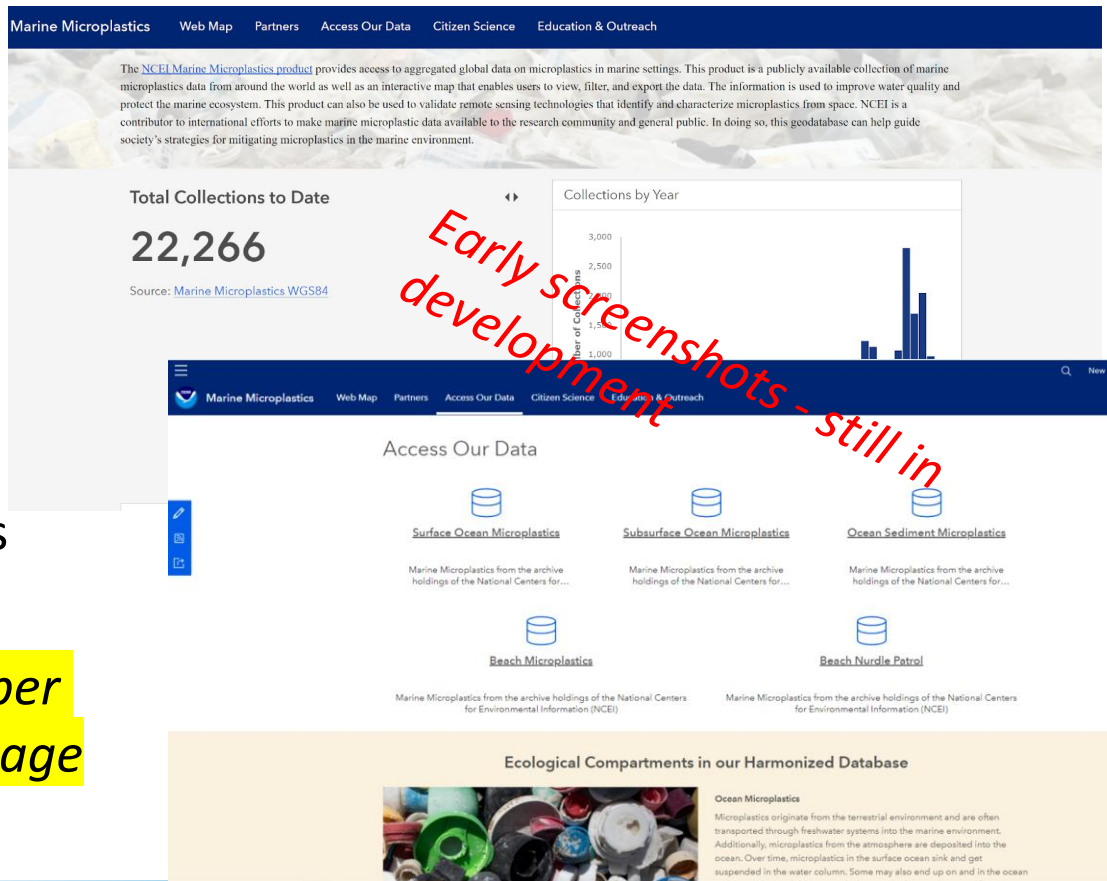 Marine Microplastics Web Map Partners Access Our Data Citizen Science Education & Outreach
The NCEI Marine Microplastics product provides access to aggregated global data on microplastics in marine settings. This product is a publicly available collection of marine
microplastics data from around the world as well as an interactive map that enables users to view, filter, and export the data. The information is used to improve water quality and
protect the marine ecosystem. This product can also be used to validate remote sensing technologies that identify and characterize microplastics from space. NCEI is a
contributor to international efforts to make marine microplastic data available to the research community and general public. In doing so, this geodatabase can help guide
society's strategies for mitigating microplastics in the marine environment.
Total Collections to Date
22,266
Source: Marine Microplastics WGS84
Collections by Year
3,000
2,500
1,000
of Collections
Early screenshots - still in
development
New
Marine Microplastics Web Map Partners Access Our Data Citizen Science Education & Outreach
Access Our Data
Surface Ocean Microplastics Subsurface Ocean Microplastics Ocean Sediment Microplastics
Marine Microplastics from the archive Marine Microplastics from the archive Marine Microplastics from the archive
holdings of the National Centers for... holdings of the National Centers for... holdings of the National Centers for...
Beach Microplastics Beach Nurdle Patrol
Marine Microplastics from the archive holdings of the National Centers Marine Microplastics from the archive holdings of the National Centers
for Environmental Information (NCEI) for Environmental Information (NCEI)
s
per
age
Ecological Compartments in our Harmonized Database
Ocean Microplastics
Microplastics originate from the terrestrial environment and are often
transported through freshwater systems into the marine environment.
Additionally, microplastics from the atmosphere are deposited into the
ocean. Over time, microplastics in the surface ocean sink and get
suspended in the water column. Some may also end up on and in the ocean